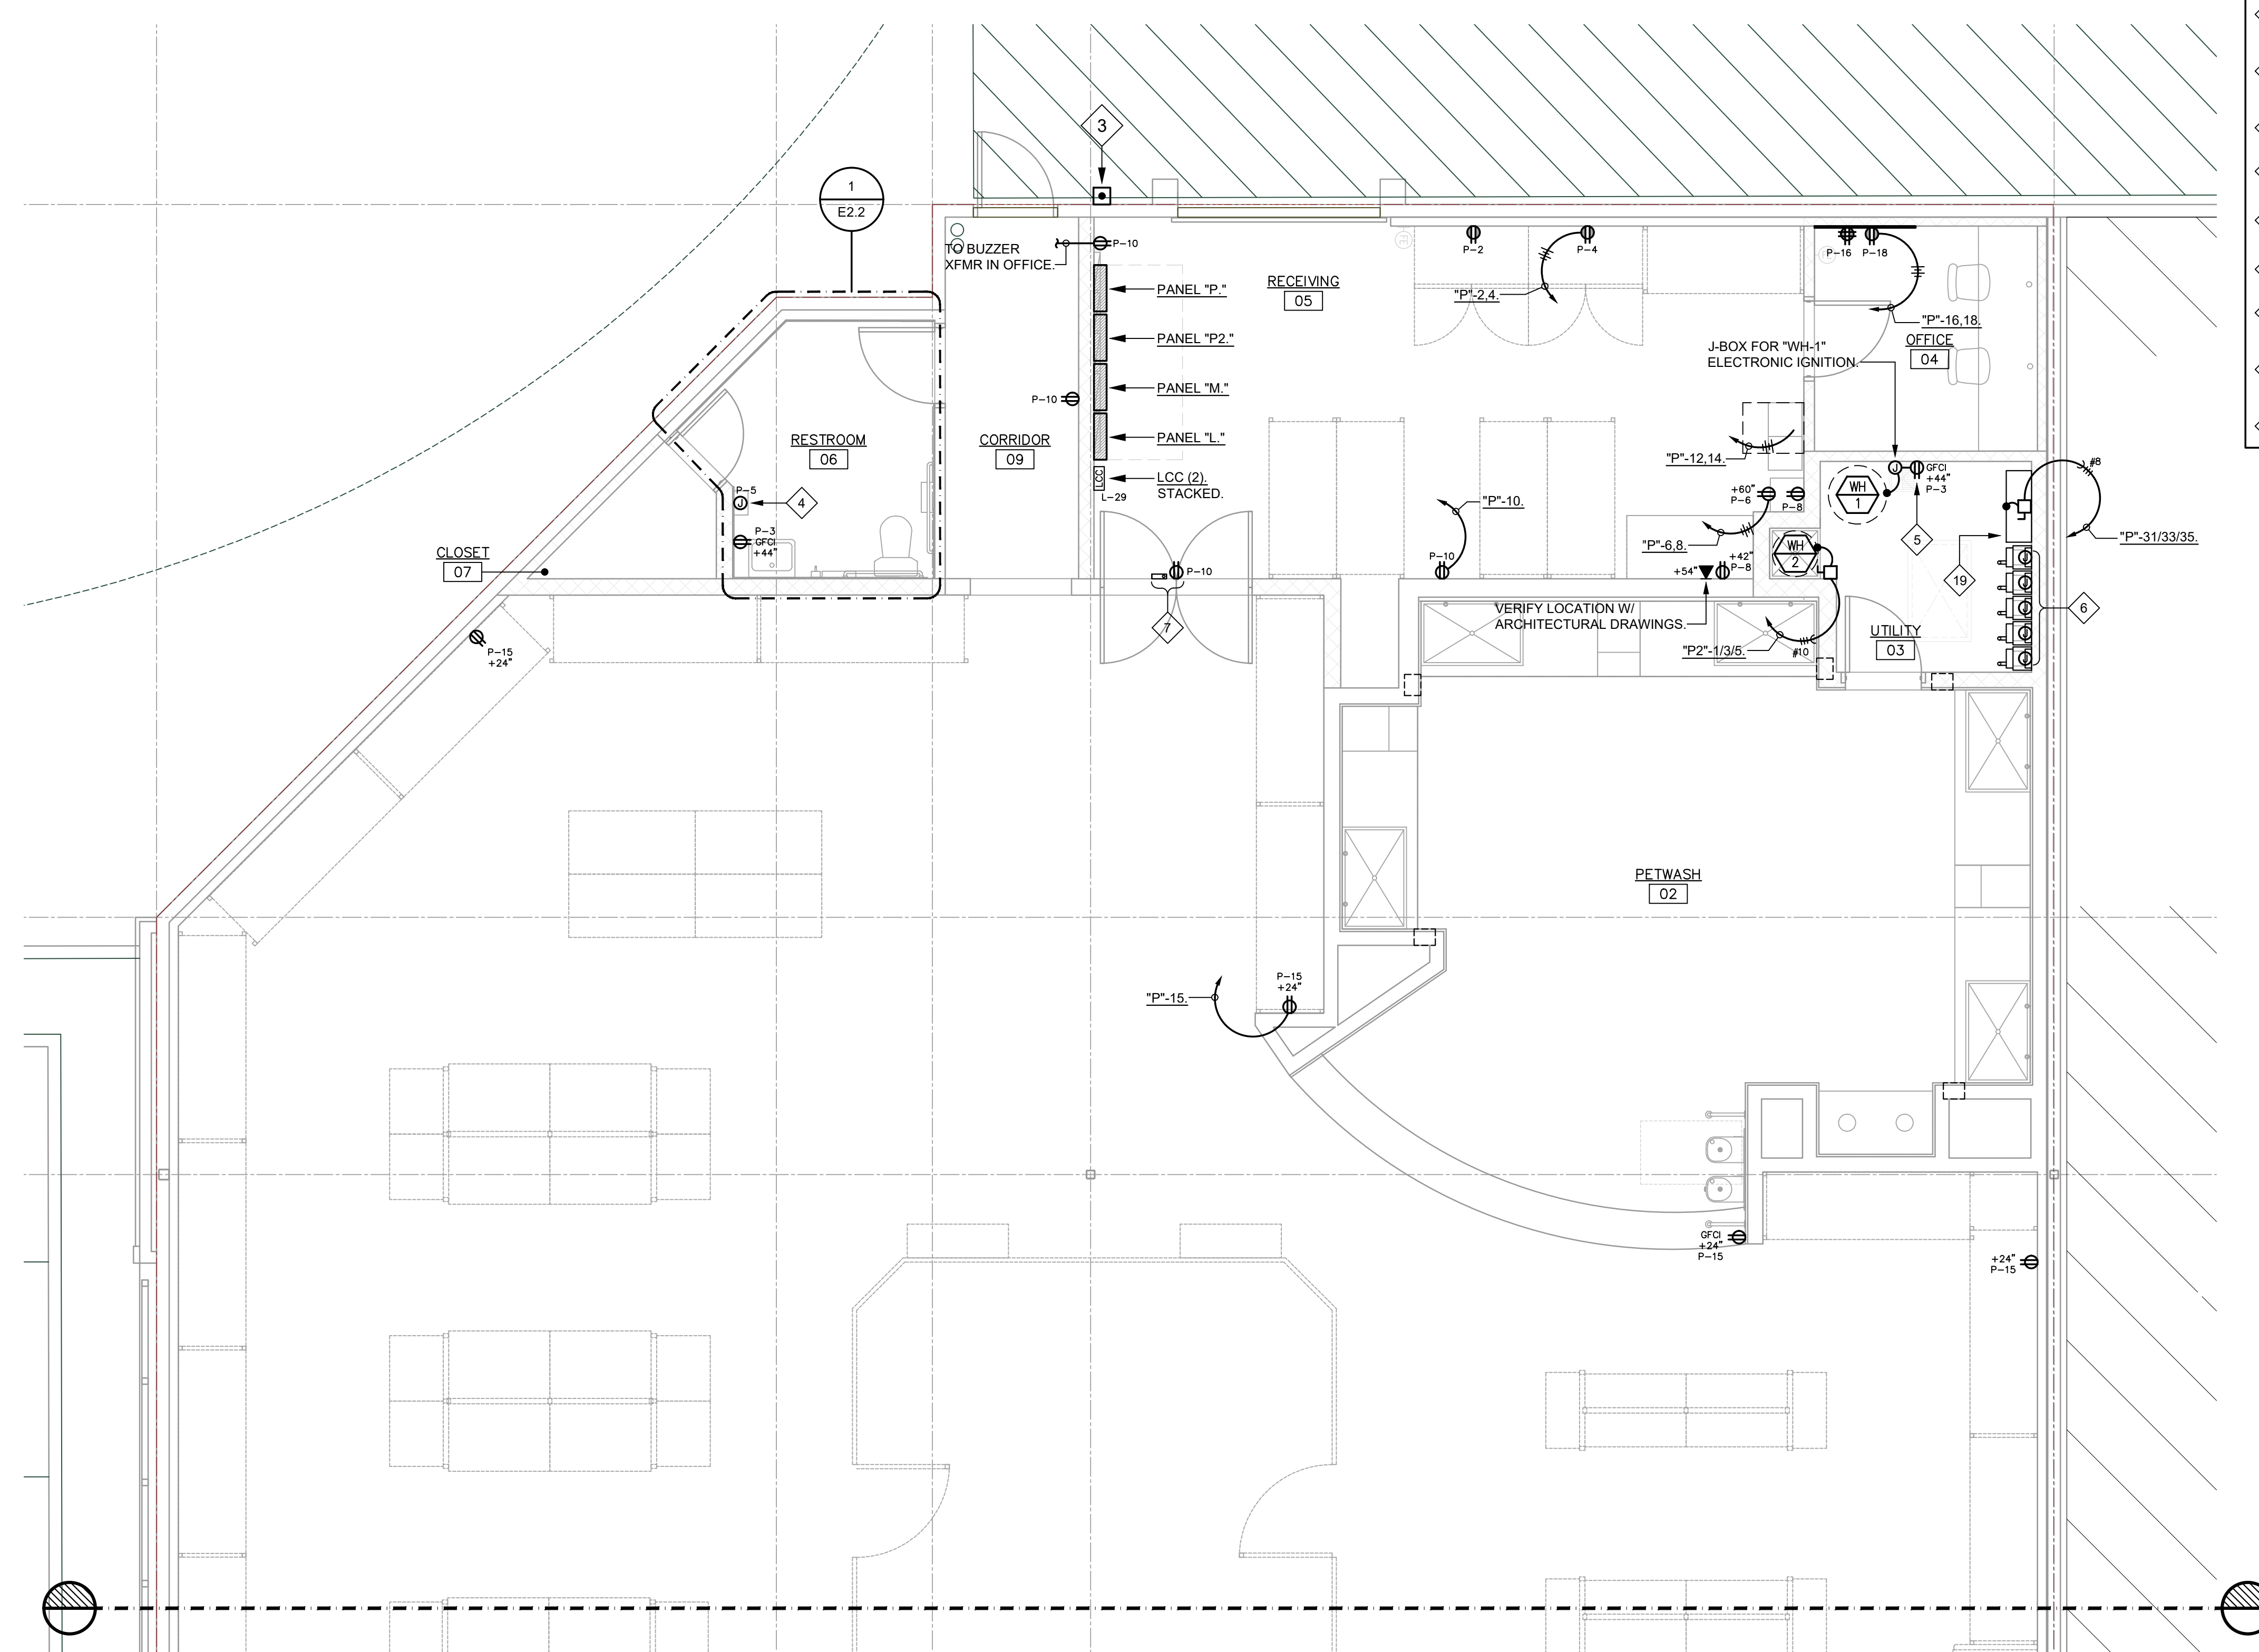 3
1
E2.2
TO BUZZER
XFMR IN OFFICE.
P-10
PANEL "P."
PANEL "P2."
PANEL "M."
PANEL "L."
P-10
LCC
LCC (2).
STACKED.
L-29
RECEIVING
05
P-2
P-4
"P"-2,4.
P-16
P-18
"P"-16,18.
OFFICE
04
J-BOX FOR "WH-1"
ELECTRONIC IGNITION.
RESTROOM
06
CORRIDOR
09
P-5
J
4
P-3
GFCI
+44"
CLOSET
07
P-15
+24"
"P"-12,14.
"P"-10.
+60"
P-6
P-8
"P"-6,8.
P-10
P-10
7
+54"
+42"
P-8
VERIFY LOCATION W/
ARCHITECTURAL DRAWINGS.
"P2"-1/3/5.
#10
WH
1
WH
2
J
GFCI
+44"
P-3
5
19
#8
"P"-31/33/35.
J
J
J
J
J
6
UTILITY
03
PETWASH
02
P-15
+24"
"P"-15.
GFCI
+24"
P-15
+24"
P-15
FE